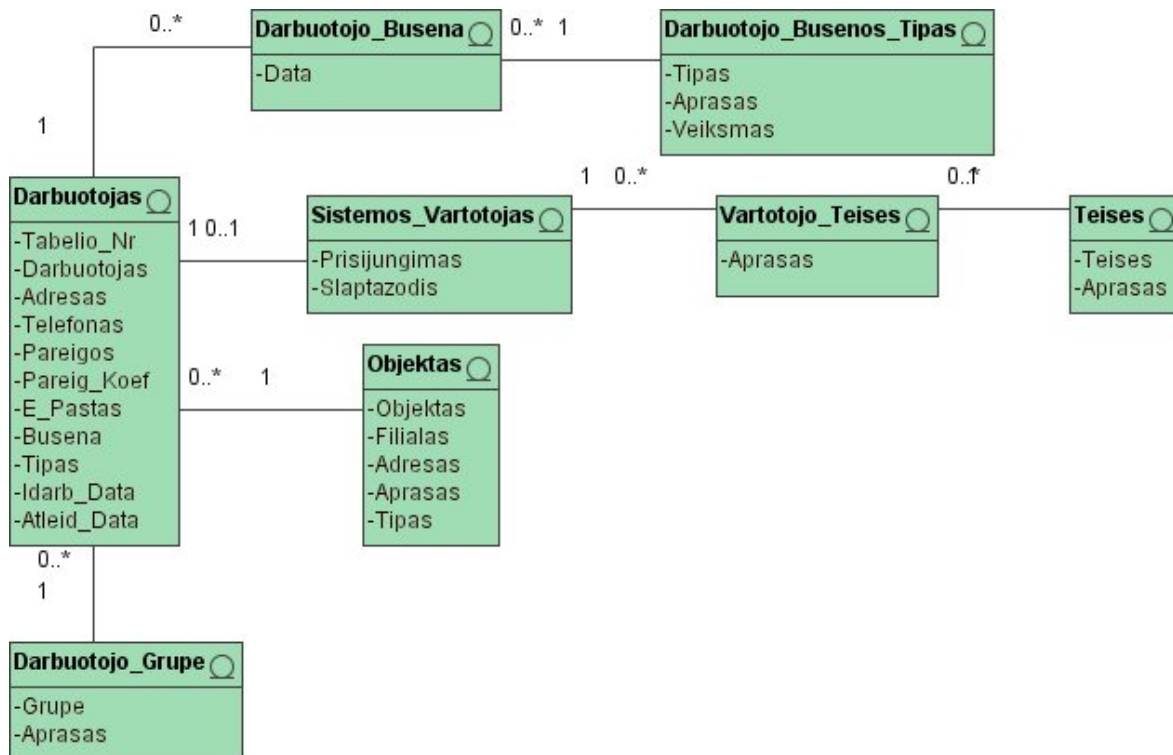 0..*
Darbuotojo_Busena
-Data
0..* 1
Darbuotojo_Busenos_Tipas
-Tipas
-Aprasas
-Veiksmas
1
Darbuotojas
-Tabelio_Nr
-Darbuotojas
-Adresas
-Telefonas
-Pareigos
-Pareig_Koef
-E_Pastas
-Busena
-Tipas
-Idarb_Data
-Atleid_Data
1 0..1
Sistemos_Vartotojas
-Prisijungimas
-Slaptazodis
1 0..*
Vartotojo_Teises
-Aprasas
0..*
Teises
-Teises
-Aprasas
0..* 1
Objektas
-Objektas
-Filialas
-Adresas
-Aprasas
-Tipas
0..*
1
Darbuotojo_Grupe
-Grupe
-Aprasas